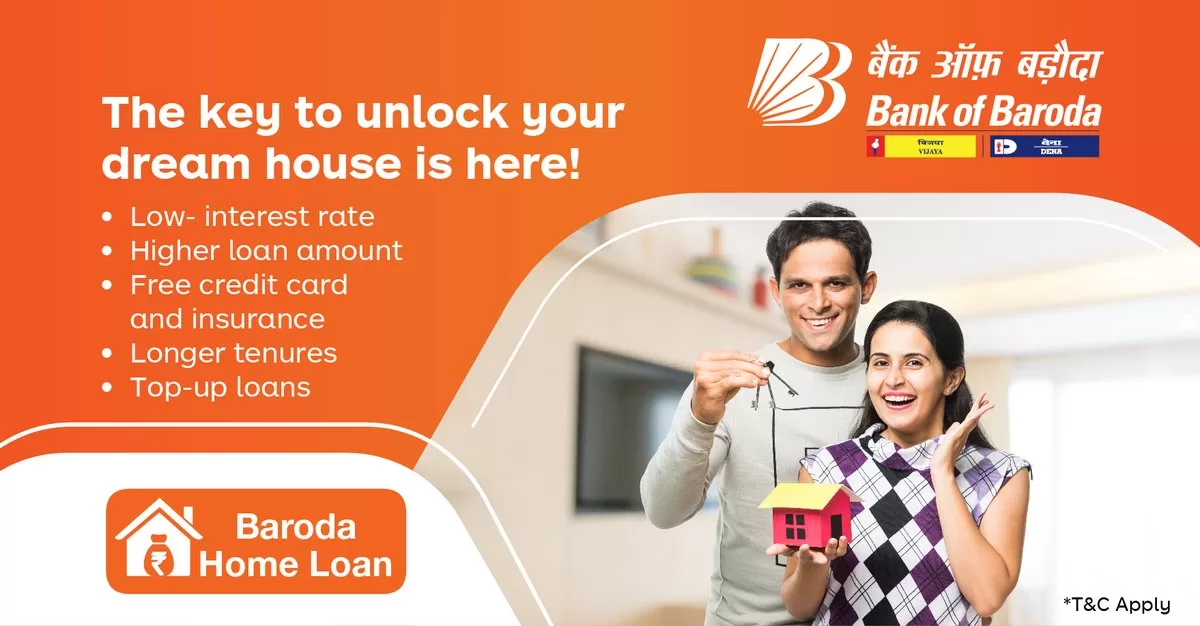 The key to unlock your
dream house is here!
• Low- interest rate
• Higher loan amount
• Free credit card
and insurance
• Longer tenures
• Top-up loans
बैंक ऑफ़ बड़ौदा
Bank of Baroda
विजया
VIJAYA
देना
DENA
Baroda
Home Loan
*T&C Apply